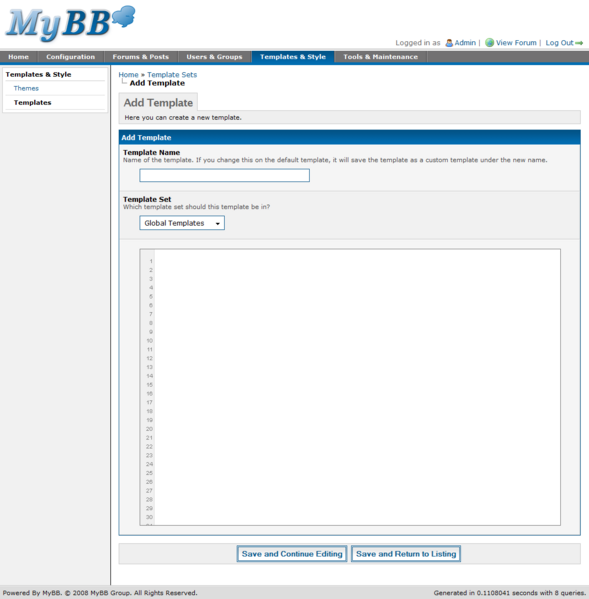 MyBB
Logged in as Admin | View Forum | Log Out
Home Configuration Forums & Posts Users & Groups Templates & Style Tools & Maintenance
Templates & Style
Themes
Templates
Home » Template Sets
Add Template
Add Template
Here you can create a new template.
Add Template
Template Name
Name of the template. If you change this on the default template, it will save the template as a custom template under the new name.
Template Set
Which template set should this template be in?
Global Templates
1
2
3
4
5
6
7
8
9
10
11
12
13
14
15
16
17
18
19
20
21
22
23
24
25
26
27
28
29
30
Save and Continue Editing Save and Return to Listing
Powered By MyBB. © 2008 MyBB Group. All Rights Reserved. Generated in 0.1108041 seconds with 8 queries.